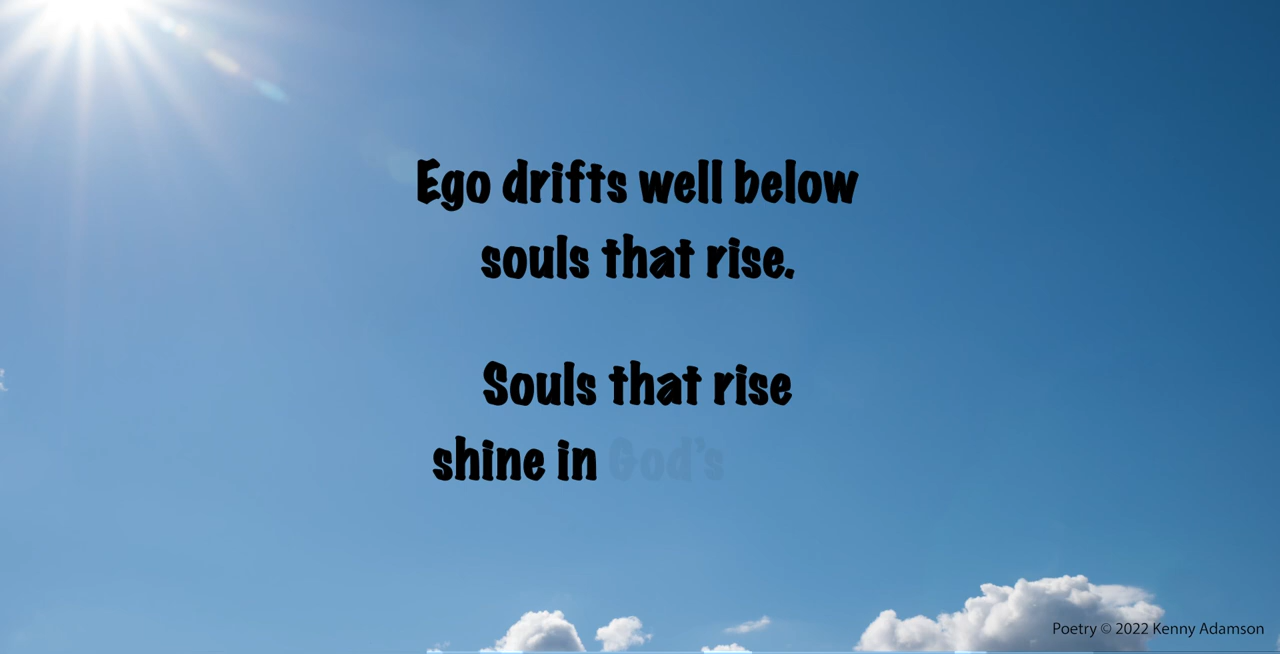 Ego drifts well below
souls that rise.
Souls that rise
shine in God's
Poetry © 2022 Kenny Adamson